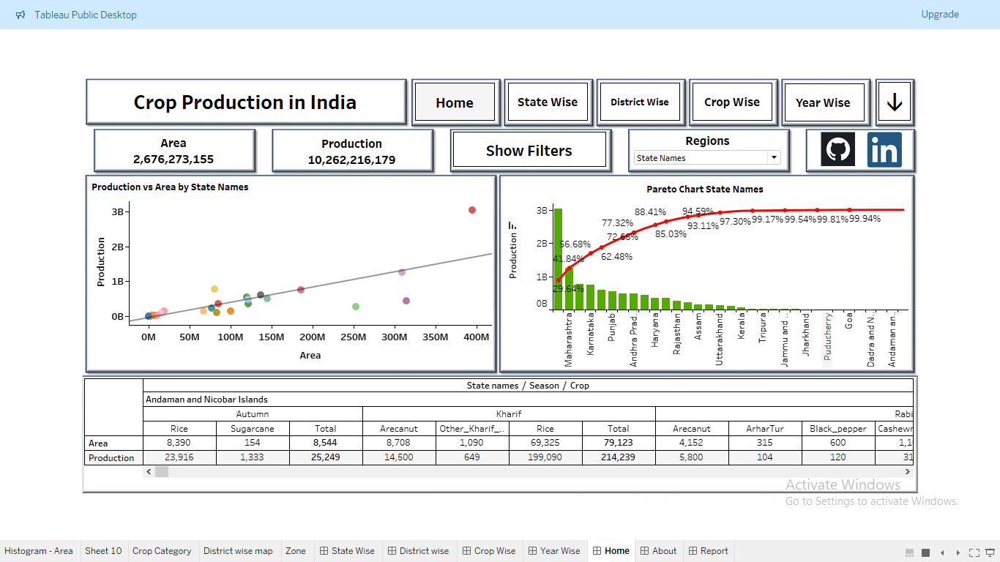 Tableau Public Desktop
Upgrade
Crop Production in India
Home
State Wise
District Wise
Crop Wise
Year Wise
Area
2,676,273,155
Production
10,262,216,179
Show Filters
Regions
State Names
in
Production vs Area by State Names
3B
2B
1B
0B
Production
0M 50M 100M 150M 200M 250M 300M 350M 400M
Area
Pareto Chart State Names
3B
2B
1B
0B
Production
29.64%
41.84%
56.68%
62.48%
72.66%
77.32%
85.03%
88.41%
93.11%
94.59%
97.30%
99.17%
99.54%
99.81%
99.94%
Maharashtra
Karnataka
Punjab
Andhra Prad..
Haryana
Rajasthan
Assam
Uttarakhand
Kerala
Tripura
Jammu and ..
Jharkhand
Puducherry
Goa
Dadra and N..
Andaman an..
State names / Season / Crop
Andaman and Nicobar Islands
Autumn Kharif Rabi
Rice Sugarcane Total Arecanut Other_Kharif_.. Rice Total Arecanut ArharTur Black_pepper Cashewr
Area 8,390 154 8,544 8,708 1,090 69,325 79,123 4,152 315 600 1,1
Production 23,916 1,333 25,249 14,500 649 199,090 214,239 5,800 104 120 31
Activate Windows
Go to Settings to activate Windows.
Histogram - Area Sheet 10 Crop Category District wise map Zone State Wise District wise Crop Wise Year Wise Home About Report